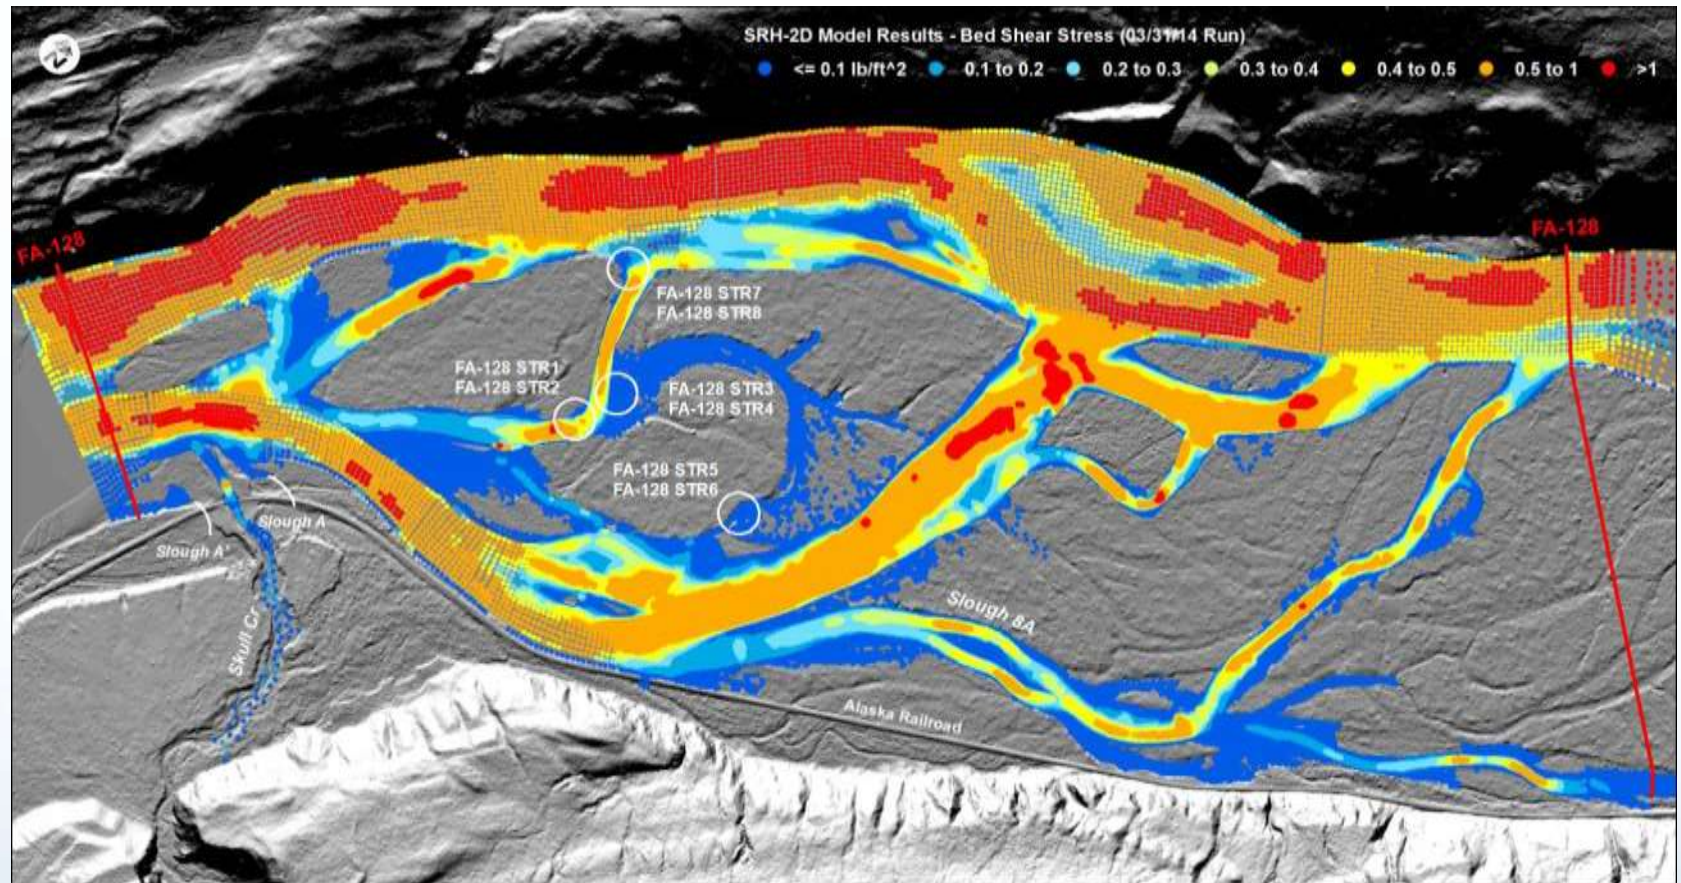 SRH-2D Model Results - Bed Shear Stress (03/31/14 Run)
<= 0.1 lb/ft^2 0.1 to 0.2 0.2 to 0.3 0.3 to 0.4 0.4 to 0.5 0.5 to 1 >1
FA-128
FA-128
FA-128 STR7
FA-128 STR8
FA-128 STR1
FA-128 STR2
FA-128 STR3
FA-128 STR4
FA-128 STR5
FA-128 STR6
Slough A
Slough A'
Skull Cr
Slough 8A
Alaska Railroad